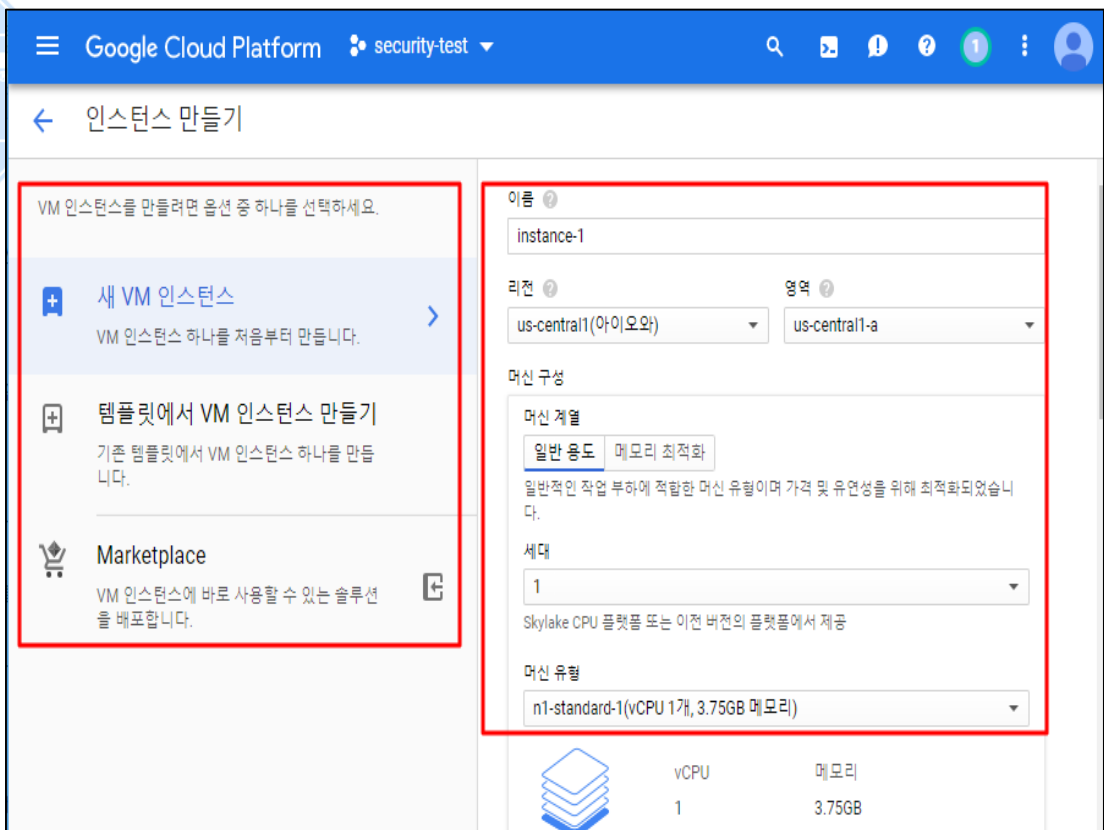 Google Cloud Platform security-test
1
인스턴스 만들기
VM 인스턴스를 만들려면 옵션 중 하나를 선택하세요.
새 VM 인스턴스
VM 인스턴스 하나를 처음부터 만듭니다.
템플릿에서 VM 인스턴스 만들기
기존 템플릿에서 VM 인스턴스 하나를 만듭
니다.
Marketplace
VM 인스턴스에 바로 사용할 수 있는 솔루션
을 배포합니다.
이름
instance-1
리전 영역
us-central1(아이오와) us-central1-a
머신 구성
머신 계열
일반 용도 메모리 최적화
일반적인 작업 부하에 적합한 머신 유형이며 가격 및 유연성을 위해 최적화되었습니
다.
세대
1
Skylake CPU 플랫폼 또는 이전 버전의 플랫폼에서 제공
머신 유형
n1-standard-1(vCPU 1개, 3.75GB 메모리)
vCPU 메모리
1 3.75GB